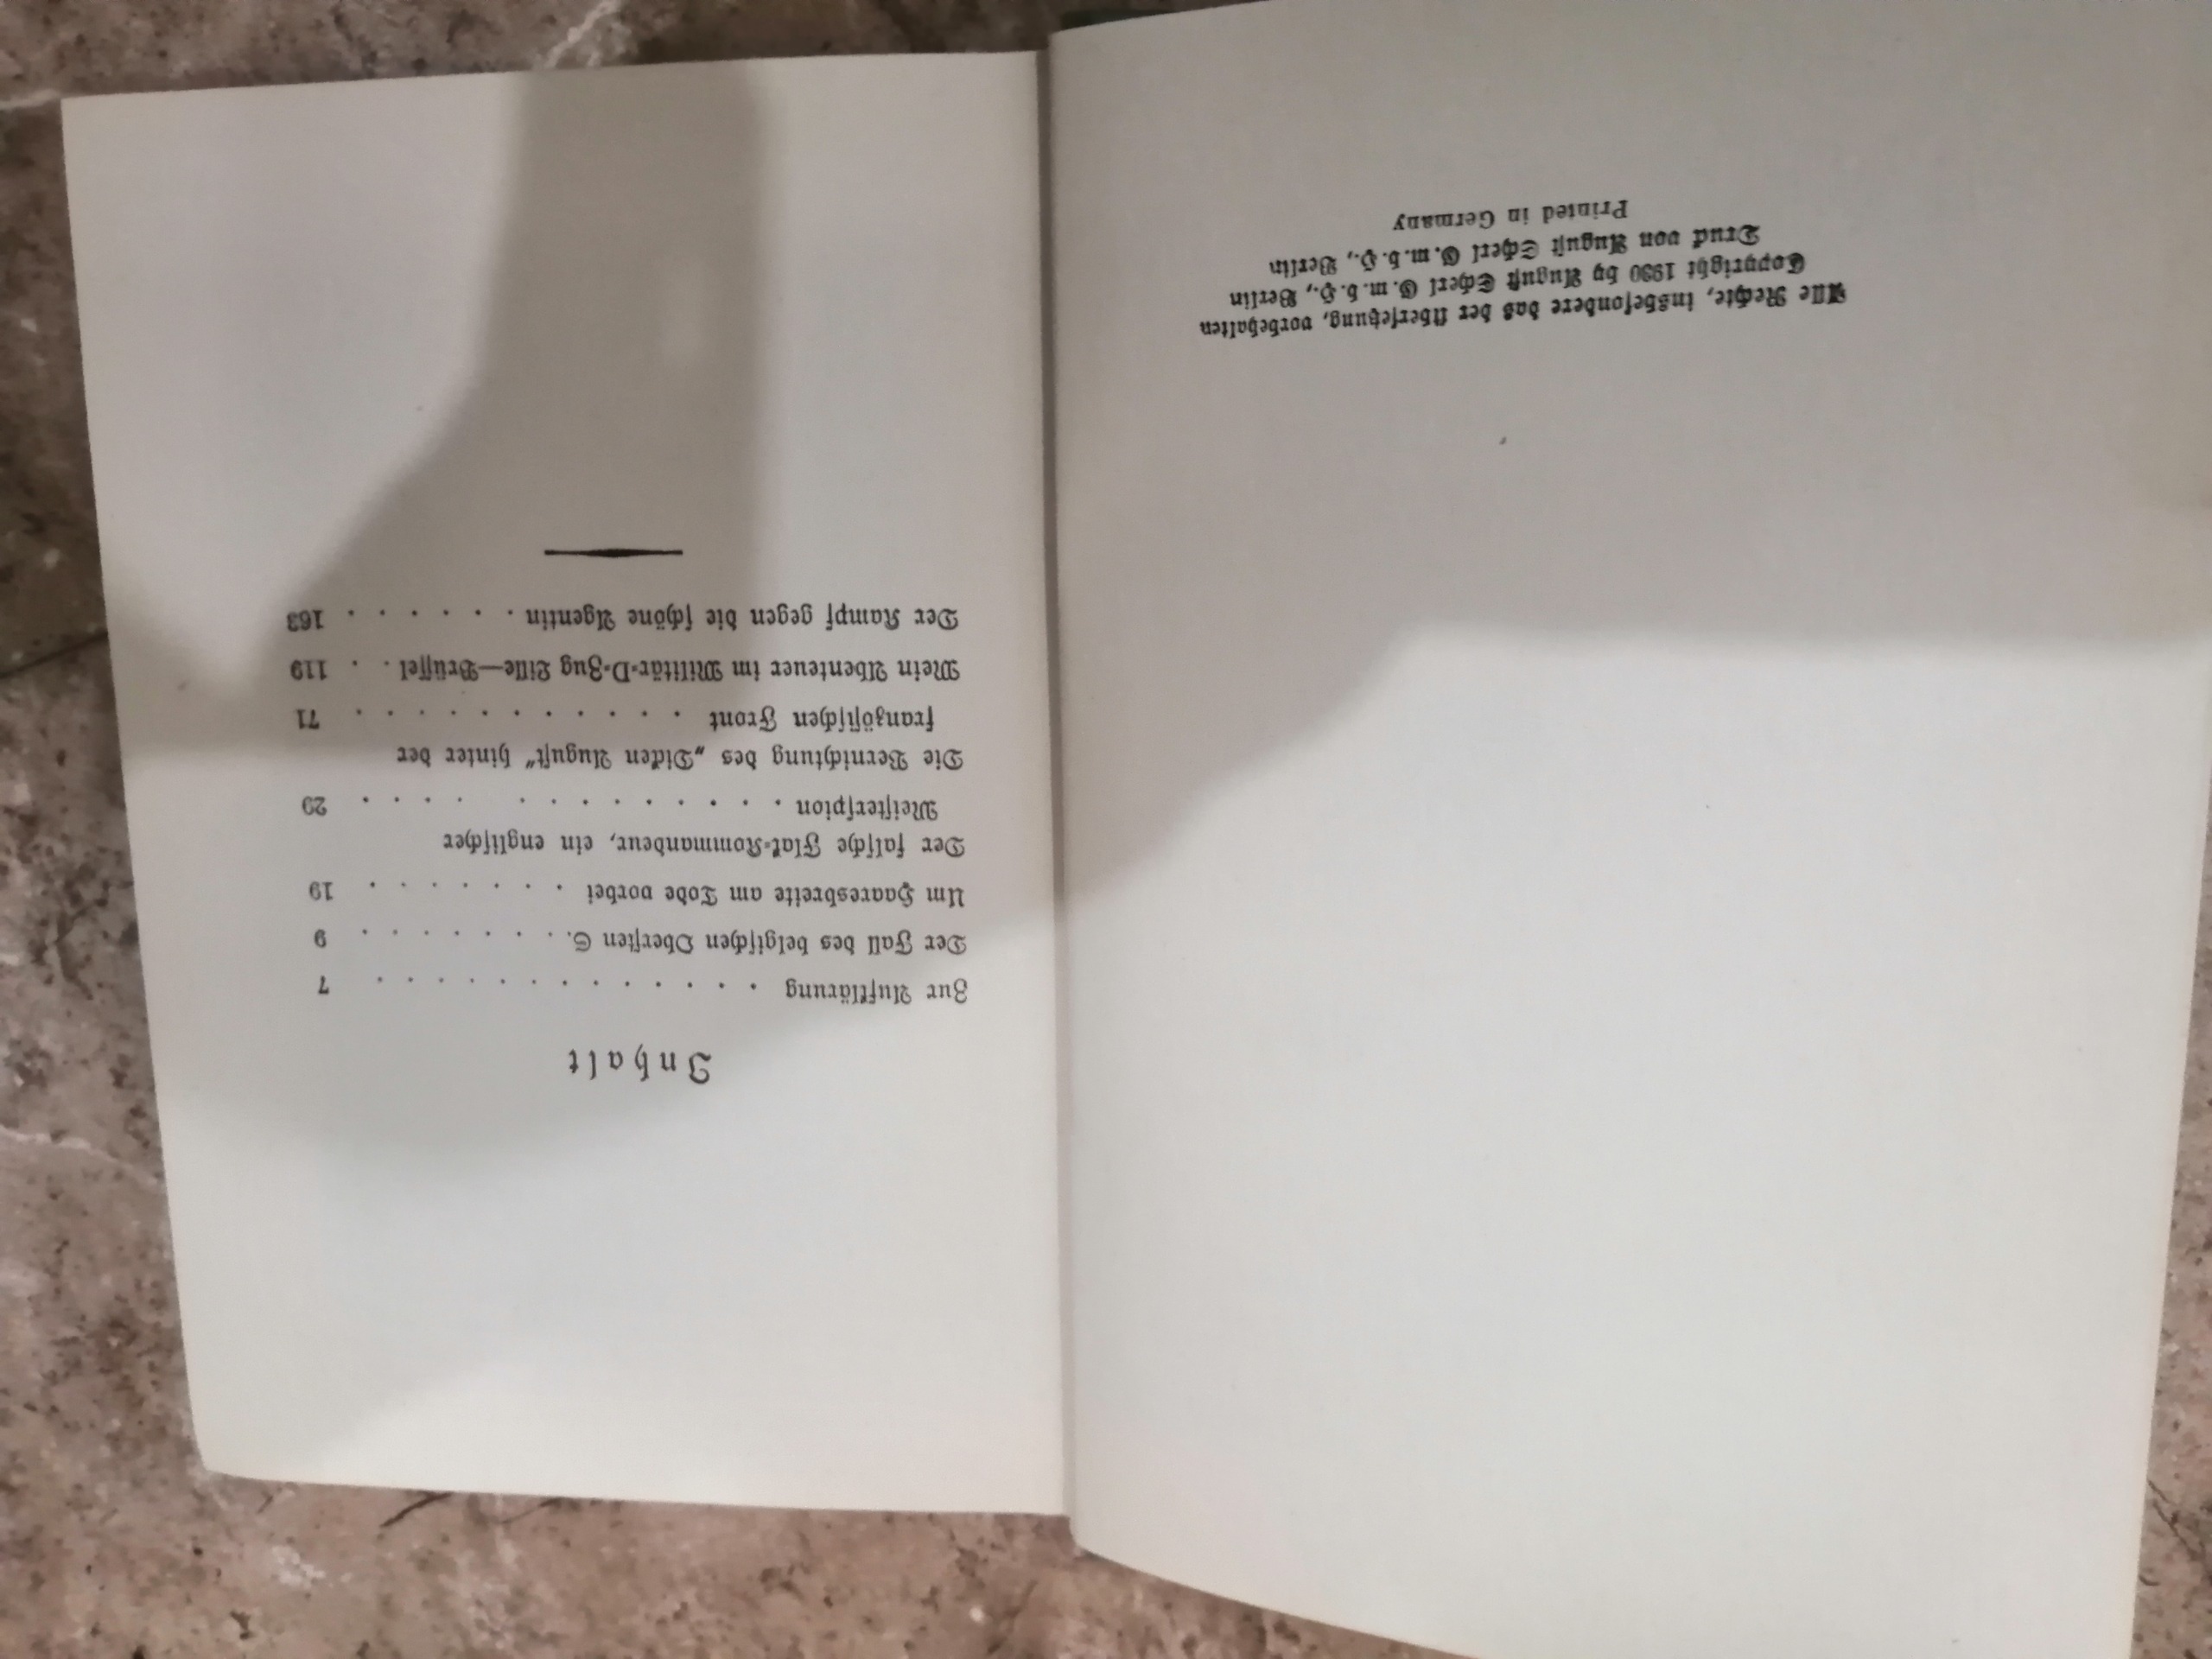 Alle Rechte, insbesondere das der Übersetzung, vorbehalten
Copyright 1930 by August Scherl G.m.b.H., Berlin
Druck von August Scherl G.m.b.H., Berlin
Printed in Germany
Inhalt
Zur Aufklärung . . . . . . . . . . . . . 7
Der Fall des belgischen Obersten S. . . . . . . . 9
Um Haaresbreite am Tode vorbei . . . . . . . 19
Der falsche Flak-Kommandeur, ein englischer
Meisterspion . . . . . . . . . . . . . 29
Die Vernichtung des „Dicken August“ hinter der
französischen Front . . . . . . . . . . . 71
Mein Abenteuer im Militär-D-Zug Lille—Brüssel . . 119
Der Kampf gegen die schöne Agentin . . . . . . 163